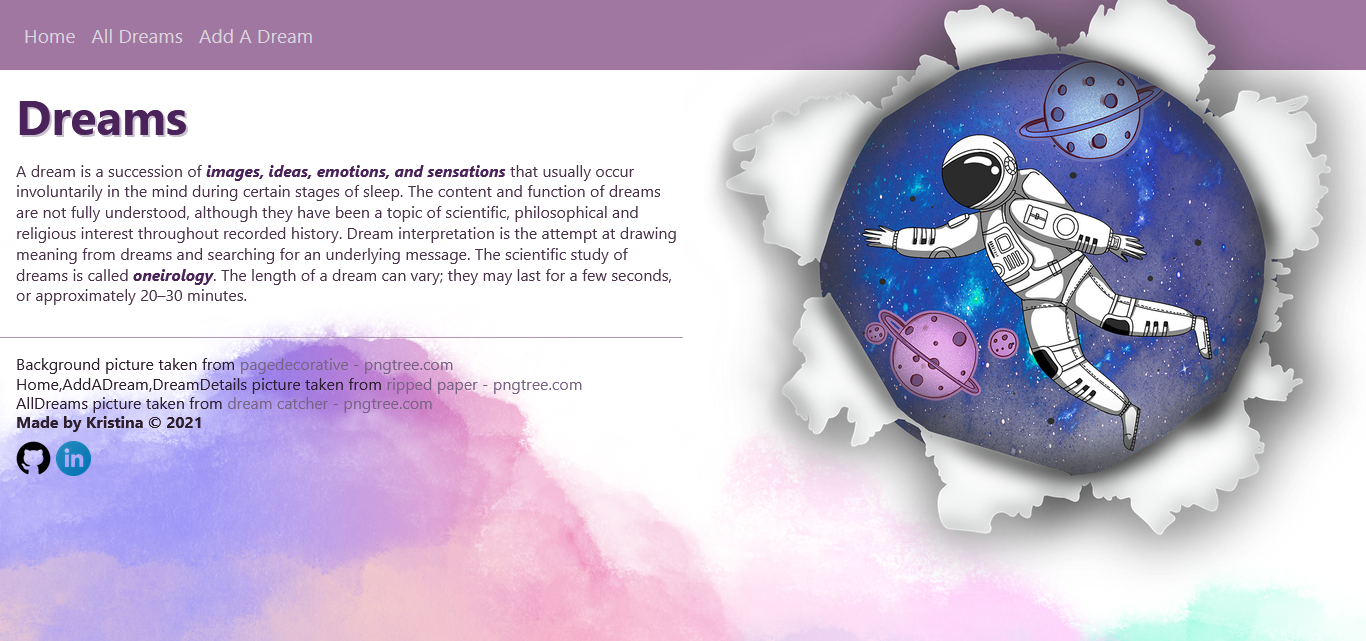 Home All Dreams Add A Dream
Dreams
A dream is a succession of images, ideas, emotions, and sensations that usually occur
involuntarily in the mind during certain stages of sleep. The content and function of dreams
are not fully understood, although they have been a topic of scientific, philosophical and
religious interest throughout recorded history. Dream interpretation is the attempt at drawing
meaning from dreams and searching for an underlying message. The scientific study of
dreams is called oneirology. The length of a dream can vary; they may last for a few seconds,
or approximately 20–30 minutes.
Background picture taken from pagedecorative - pngtree.com
Home,AddADream,DreamDetails picture taken from ripped paper - pngtree.com
AllDreams picture taken from dream catcher - pngtree.com
Made by Kristina © 2021
in